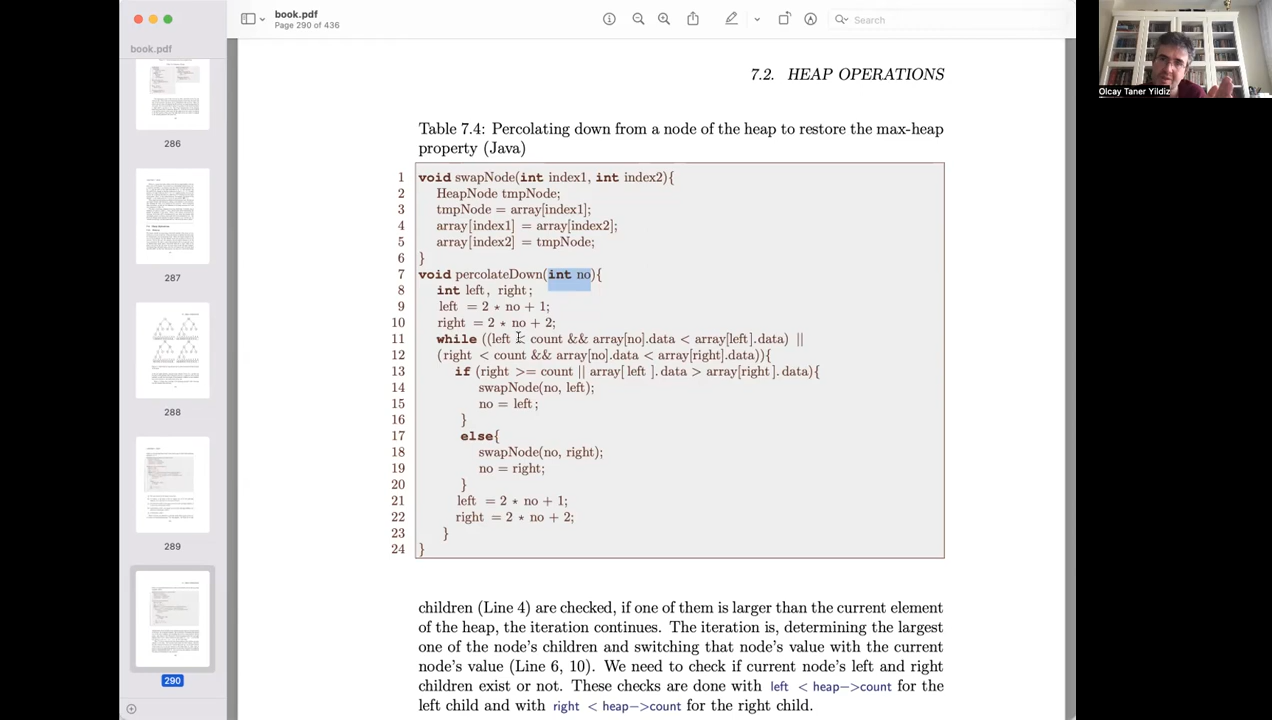 book.pdf
Page 290 of 436
Search
book.pdf
286
287
288
289
290
Olcay Taner Yildiz
7.2. HEAP OPERATIONS
Table 7.4: Percolating down from a node of the heap to restore the max-heap
property (Java)
1 void swapNode(int index1, int index2){
2 HeapNode tmpNode;
3 tmpNode = array[index1];
4 array[index1] = array[index2];
5 array[index2] = tmpNode;
6 }
7 void percolateDown(int no){
8 int left, right;
9 left = 2 * no + 1;
10 right = 2 * no + 2;
11 while ((left < count && array[no].data < array[left].data) ||
12 (right < count && array[no].data < array[right].data)){
13 if (right >= count || array[left].data > array[right].data){
14 swapNode(no, left);
15 no = left;
16 }
17 else{
18 swapNode(no, right);
19 no = right;
20 }
21 left = 2 * no + 1;
22 right = 2 * no + 2;
23 }
24 }
children (Line 4) are checked, if one of them is larger than the current element
of the heap, the iteration continues. The iteration is, determining the largest
one of the node's children and switching that node's value with the current
node's value (Line 6, 10). We need to check if current node's left and right
children exist or not. These checks are done with left < heap->count for the
left child and with right < heap->count for the right child.